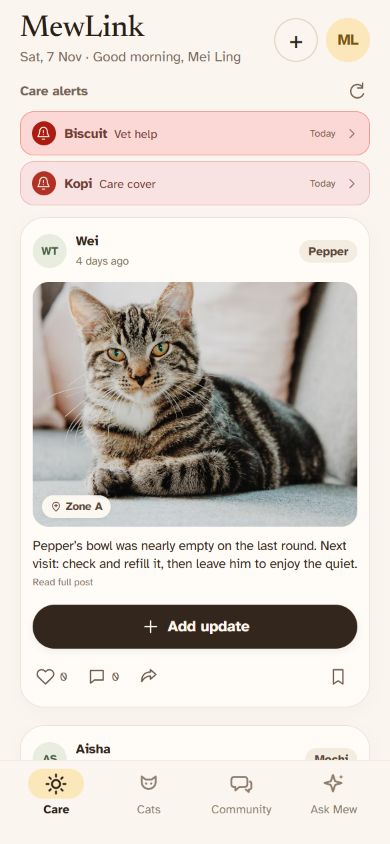 MewLink
Sat, 7 Nov · Good morning, Mei Ling
+
ML
Care alerts
Biscuit Vet help Today
Kopi Care cover Today
WT
Wei
4 days ago
Pepper
Zone A
Pepper's bowl was nearly empty on the last round. Next
visit: check and refill it, then leave him to enjoy the quiet.
Read full post
+ Add update
0 0
AS
Aisha
Mochi
Care Cats Community Ask Mew